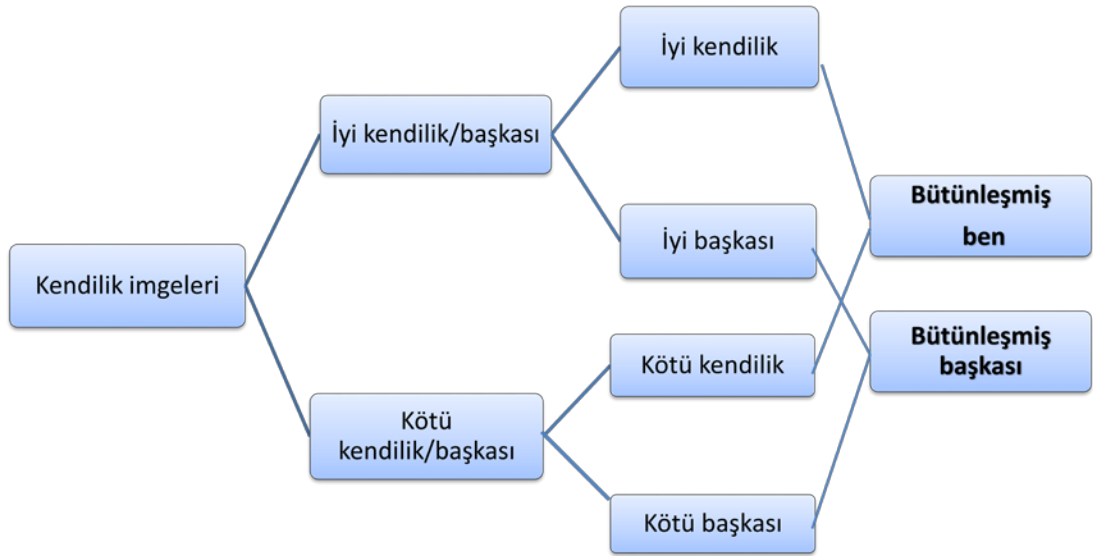 İyi kendilik
İyi kendilik/başkası
Bütünleşmiş
ben
İyi başkası
Kendilik imgeleri
Bütünleşmiş
başkası
Kötü kendilik
Kötü
kendilik/başkası
Kötü başkası